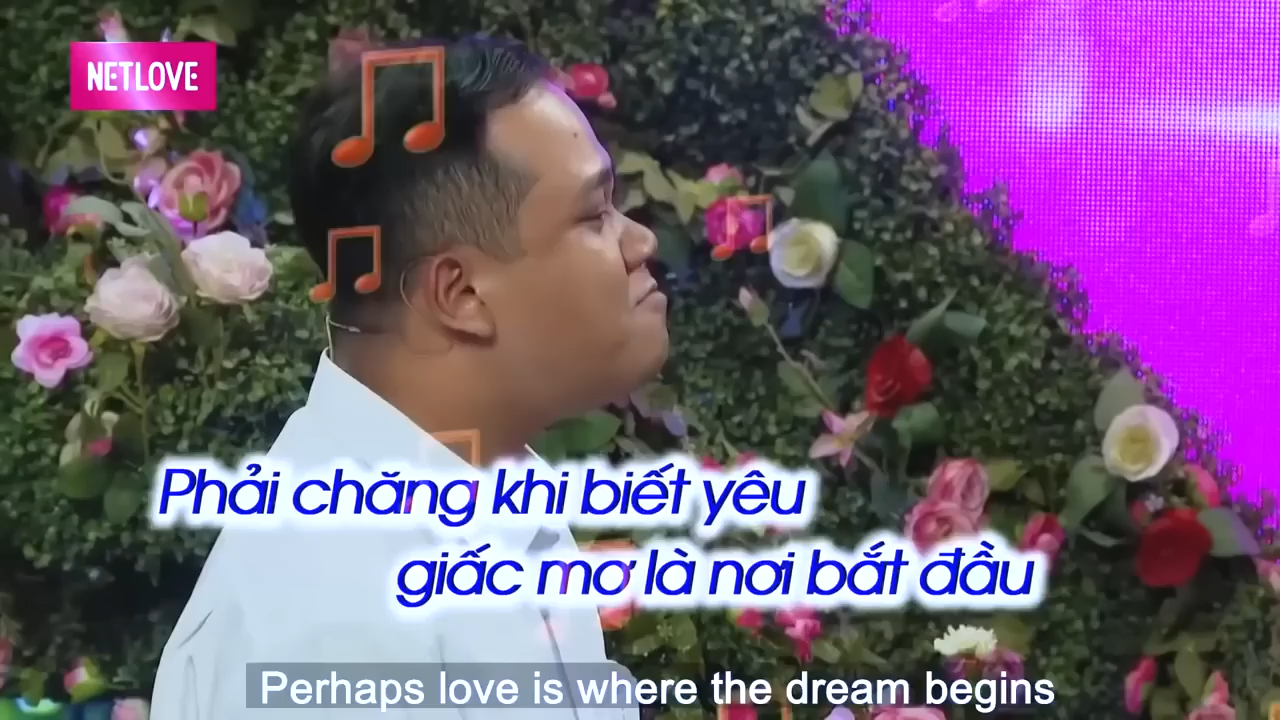 NETLOVE
Phải chăng khi biết yêu
giấc mơ là nơi bắt đầu
Perhaps love is where the dream begins